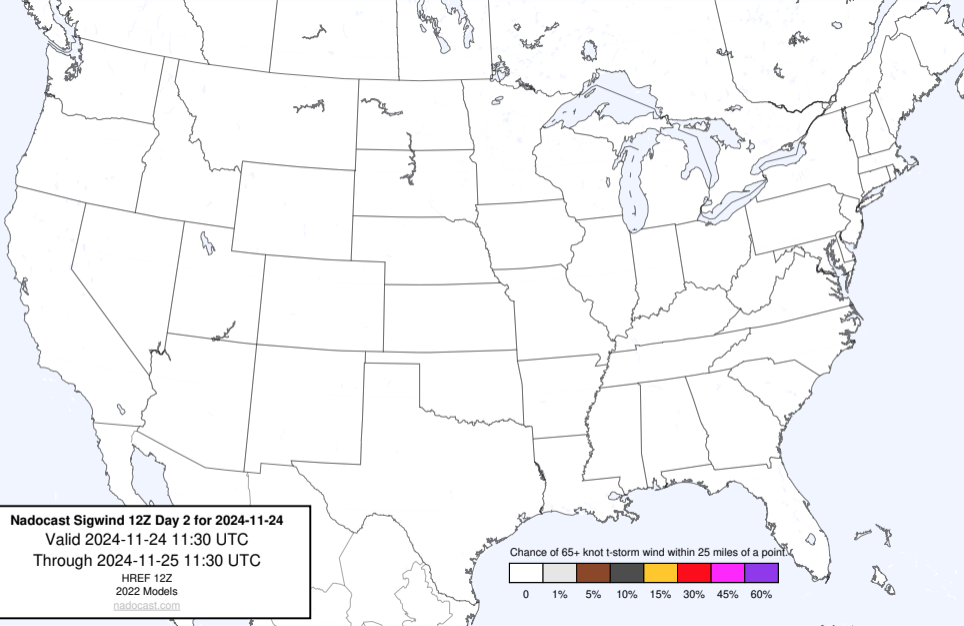 Nadocast Sigwind 12Z Day 2 for 2024-11-24
Valid 2024-11-24 11:30 UTC
Through 2024-11-25 11:30 UTC
HREF 12Z
2022 Models
nadocast.com
Chance of 65+ knot t-storm wind within 25 miles of a point.
0 1% 5% 10% 15% 30% 45% 60%